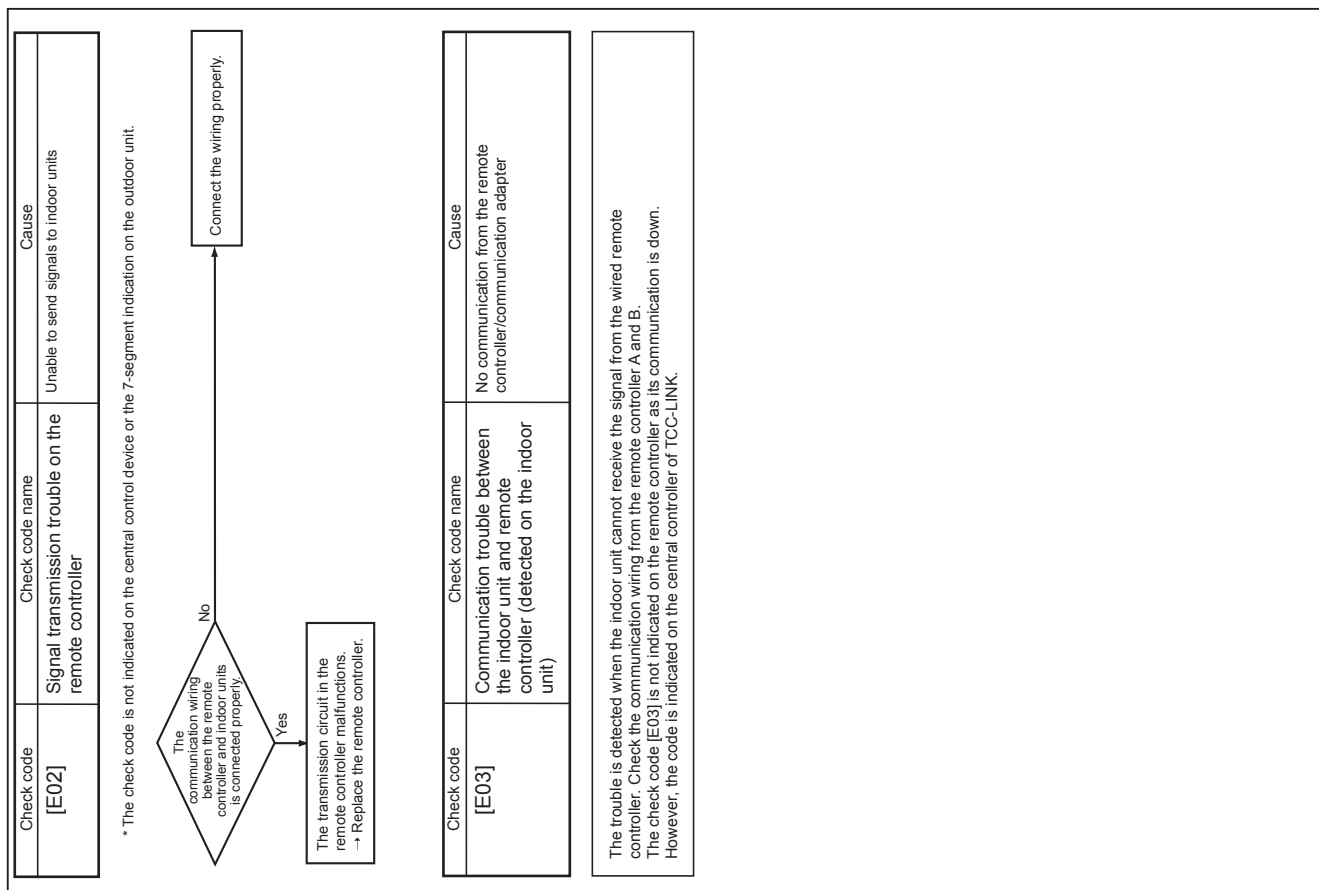 Check code
Check code name
Cause
[E02]
Signal transmission trouble on the
remote controller
Unable to send signals to indoor units
* The check code is not indicated on the central control device or the 7-segment indication on the outdoor unit.
The
communication wiring
between the remote
controller and indoor units
is connected properly.
No
Connect the wiring properly.
Yes
The transmission circuit in the
remote controller malfunctions.
→ Replace the remote controller.
Check code
Check code name
Cause
[E03]
Communication trouble between
the indoor unit and remote
controller (detected on the indoor
unit)
No communication from the remote
controller/communication adapter
The trouble is detected when the indoor unit cannot receive the signal from the wired remote
controller. Check the communication wiring from the remote controller A and B.
The check code [E03] is not indicated on the remote controller as its communication is down.
However, the code is indicated on the central controller of TCC-LINK.